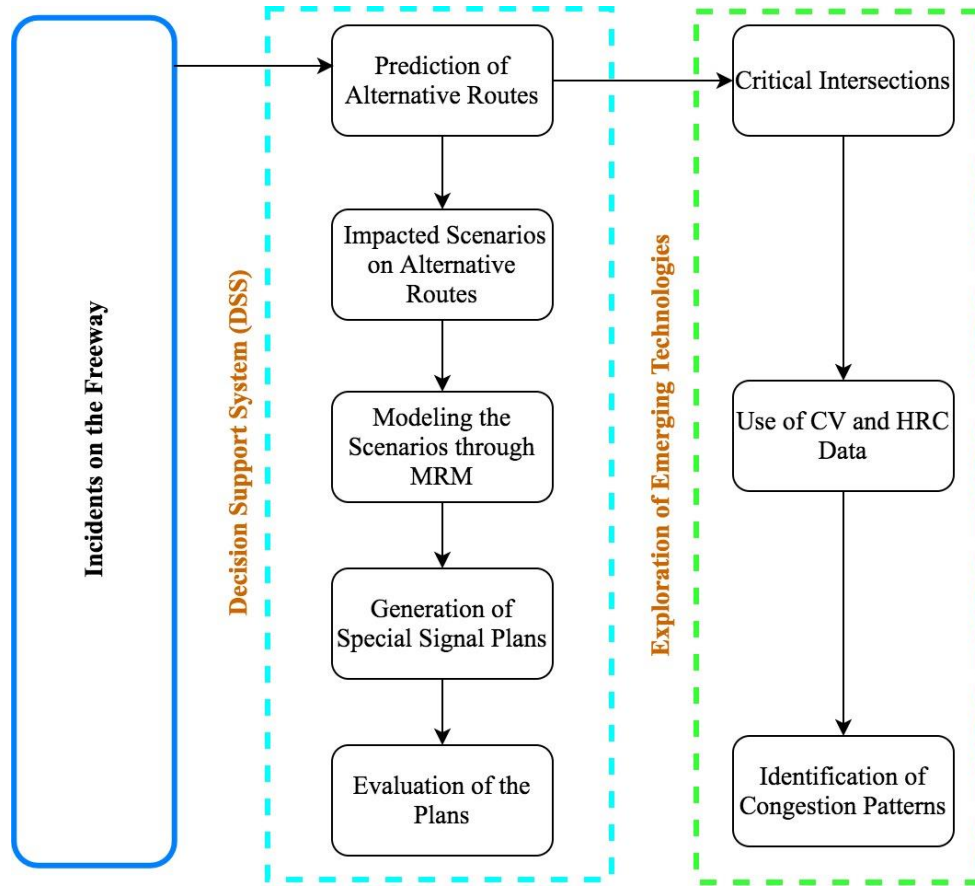 Incidents on the Freeway
Decision Support System (DSS)
Prediction of
Alternative Routes
Impacted Scenarios
on Alternative
Routes
Modeling the
Scenarios through
MRM
Generation of
Special Signal Plans
Evaluation of the
Plans
Exploration of Emerging Technologies
Critical Intersections
Use of CV and HRC
Data
Identification of
Congestion Patterns